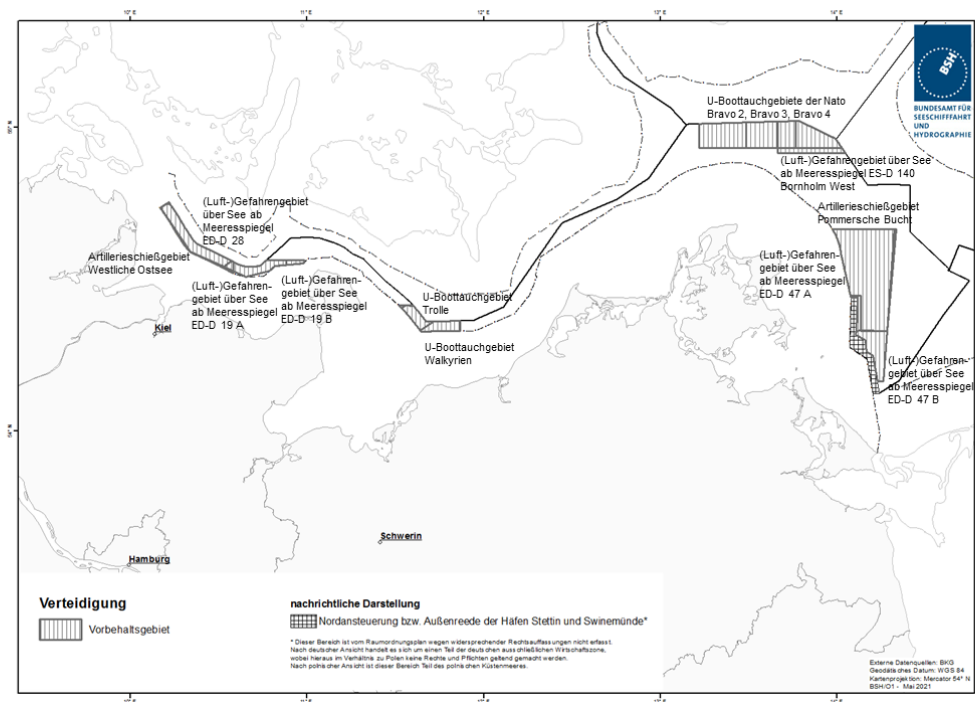 10° E
11° E
12° E
13° E
14° E
BSH
BUNDESAMT FÜR
SEESCHIFFFAHRT
UND
HYDROGRAPHIE
U-Boottauchgebiete der Nato
Bravo 2, Bravo 3, Bravo 4
(Luft-)Gefahrengebiet über See
ab Meeresspiegel ES-D 140
Bornholm West
Artillerieschießgebiet
Pommersche Bucht
(Luft-)Gefahrengebiet
über See ab
Meeresspiegel
ED-D 28
Artillerieschießgebiet
Westliche Ostsee
(Luft-)Gefahren-
gebiet über See
ab Meeresspiegel
ED-D 19 A
(Luft-)Gefahren-
gebiet über See
ab Meeresspiegel
ED-D 19 B
(Luft-)Gefahren-
gebiet über See
ab Meeresspiegel
ED-D 47 A
U-Boottauchgebiet
Trolle
U-Boottauchgebiet
Walkyrien
(Luft-)Gefahren-
gebiet über See
ab Meeresspiegel
ED-D 47 B
Kiel
54° N
Schwerin
Hamburg
Verteidigung
Vorbehaltsgebiet
nachrichtliche Darstellung
Nordansteuerung bzw. Außenreede der Häfen Stettin und Swinemünde*
* Dieser Bereich ist vom Raumordnungsplan wegen widersprechender Rechtsauffassungen nicht erfasst.
Nach deutscher Ansicht handelt es sich um einen Teil der deutschen ausschließlichen Wirtschaftszone,
wobei hieraus im Verhältnis zu Polen keine Rechte und Pflichten geltend gemacht werden.
Nach polnischer Ansicht ist dieser Bereich Teil des polnischen Küstenmeeres.
Externe Datenquellen: BKG
Geodätisches Datum: WGS 84
Kartenprojektion: Mercator 54° N
BSH/O1 - Mai 2021